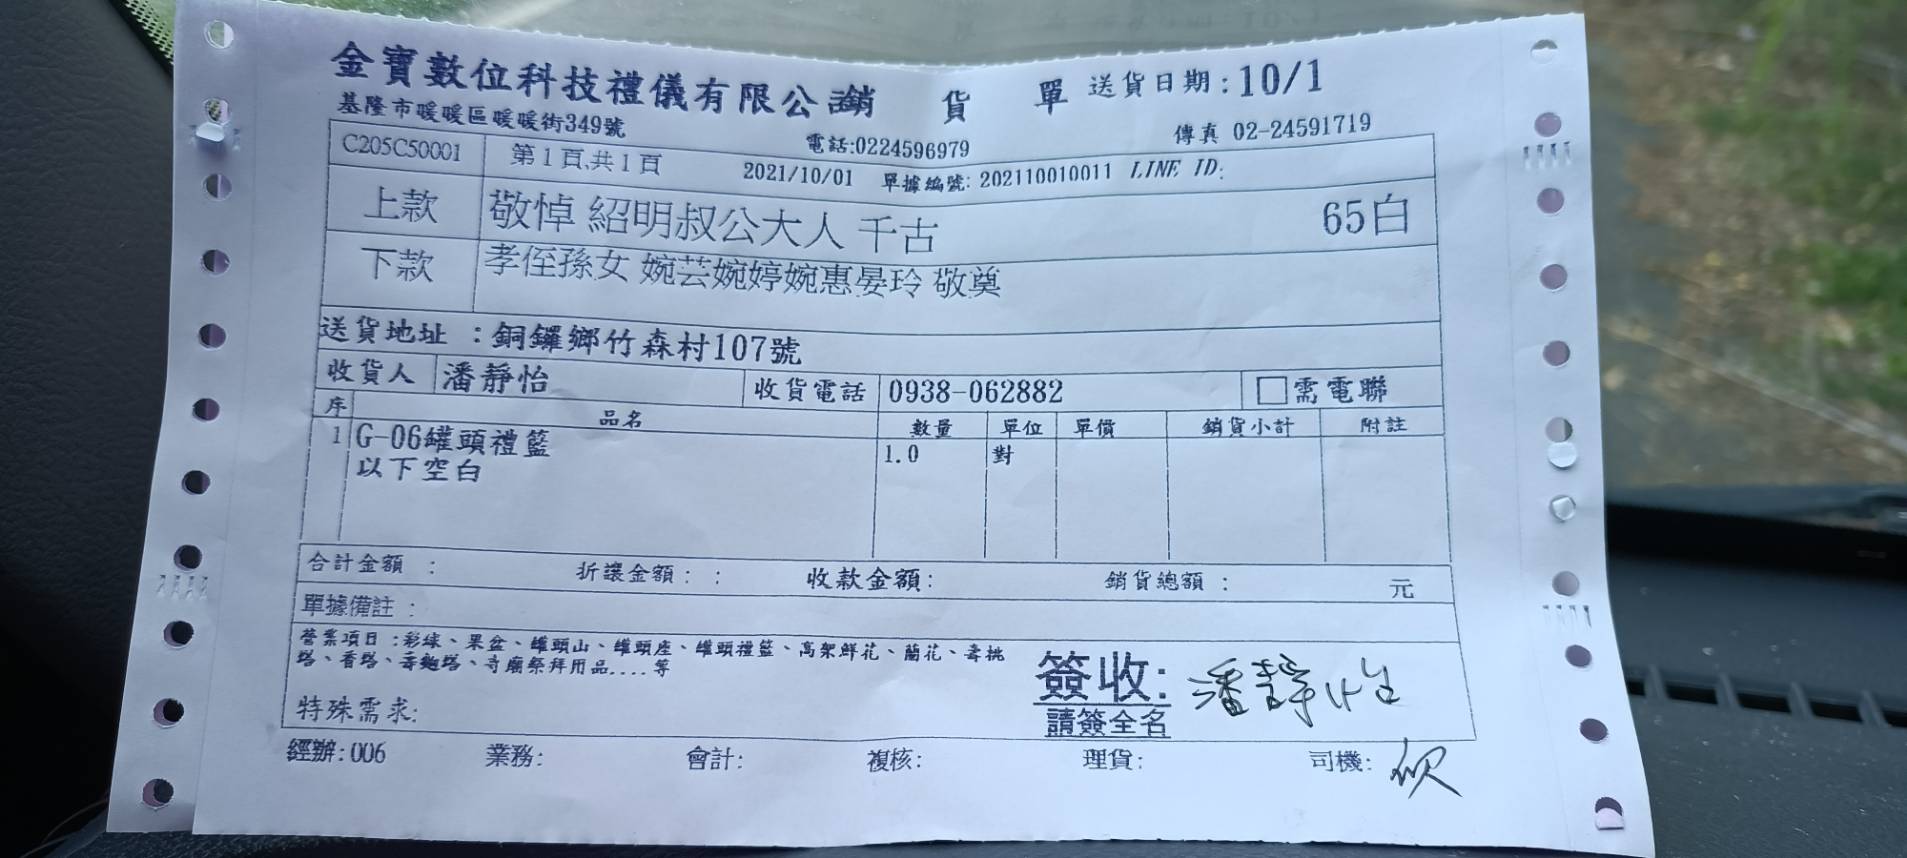 金寶數位科技禮儀有限公司銷 貨 單 送貨日期:10/1
基隆市暖暖區暖暖街349號 電話:0224596979 傳真 02-24591719
C205C50001 第1頁,共1頁 2021/10/01 單據編號:202110010011 LINE ID:
上款 敬悼 紹明叔公大人 千古 65白
下款 孝侄孫女 婉芸婉婷婉惠晏玲 敬奠
送貨地址 :銅鑼鄉竹森村107號
收貨人 潘靜怡 收貨電話 0938-062882 □需電聯
序 品名 數量 單位 單價 銷貨小計 附註
1 G-06罐頭禮籃 1.0 對
以下空白
合計金額 : 折讓金額: : 收款金額: 銷貨總額 : 元
單據備註 :
營業項目 :彩球、果盆、罐頭山、罐頭座、罐頭禮籃、高架鮮花、蘭花、壽桃
塔、香塔、壽麵塔、寺廟祭拜用品....等
簽收: 潘靜怡
請簽全名
特殊需求:
經辦:006 業務: 會計: 複核: 理貨: 司機: